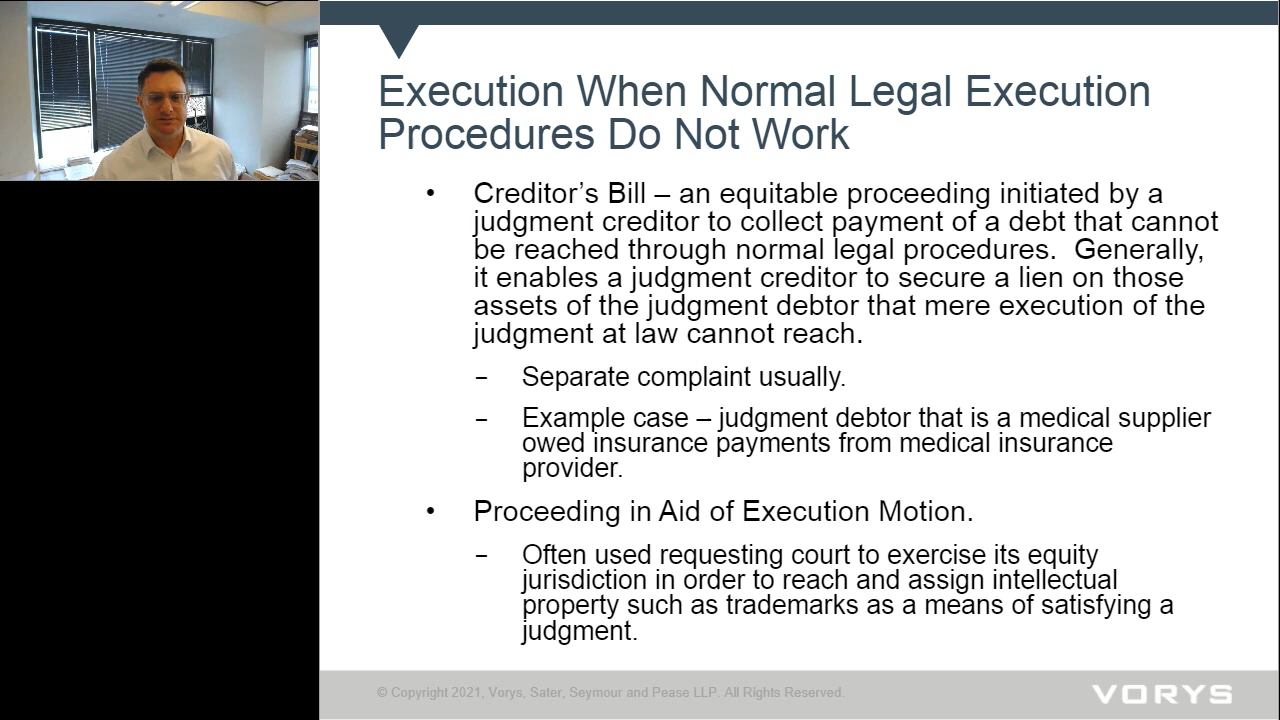 Execution When Normal Legal Execution
Procedures Do Not Work
• Creditor’s Bill – an equitable proceeding initiated by a
judgment creditor to collect payment of a debt that cannot
be reached through normal legal procedures.  Generally,
it enables a judgment creditor to secure a lien on those
assets of the judgment debtor that mere execution of the
judgment at law cannot reach.
– Separate complaint usually.
– Example case – judgment debtor that is a medical supplier
owed insurance payments from medical insurance
provider.
• Proceeding in Aid of Execution Motion.
– Often used requesting court to exercise its equity
jurisdiction in order to reach and assign intellectual
property such as trademarks as a means of satisfying a
judgment.
© Copyright 2021, Vorys, Sater, Seymour and Pease LLP. All Rights Reserved.
VORYS